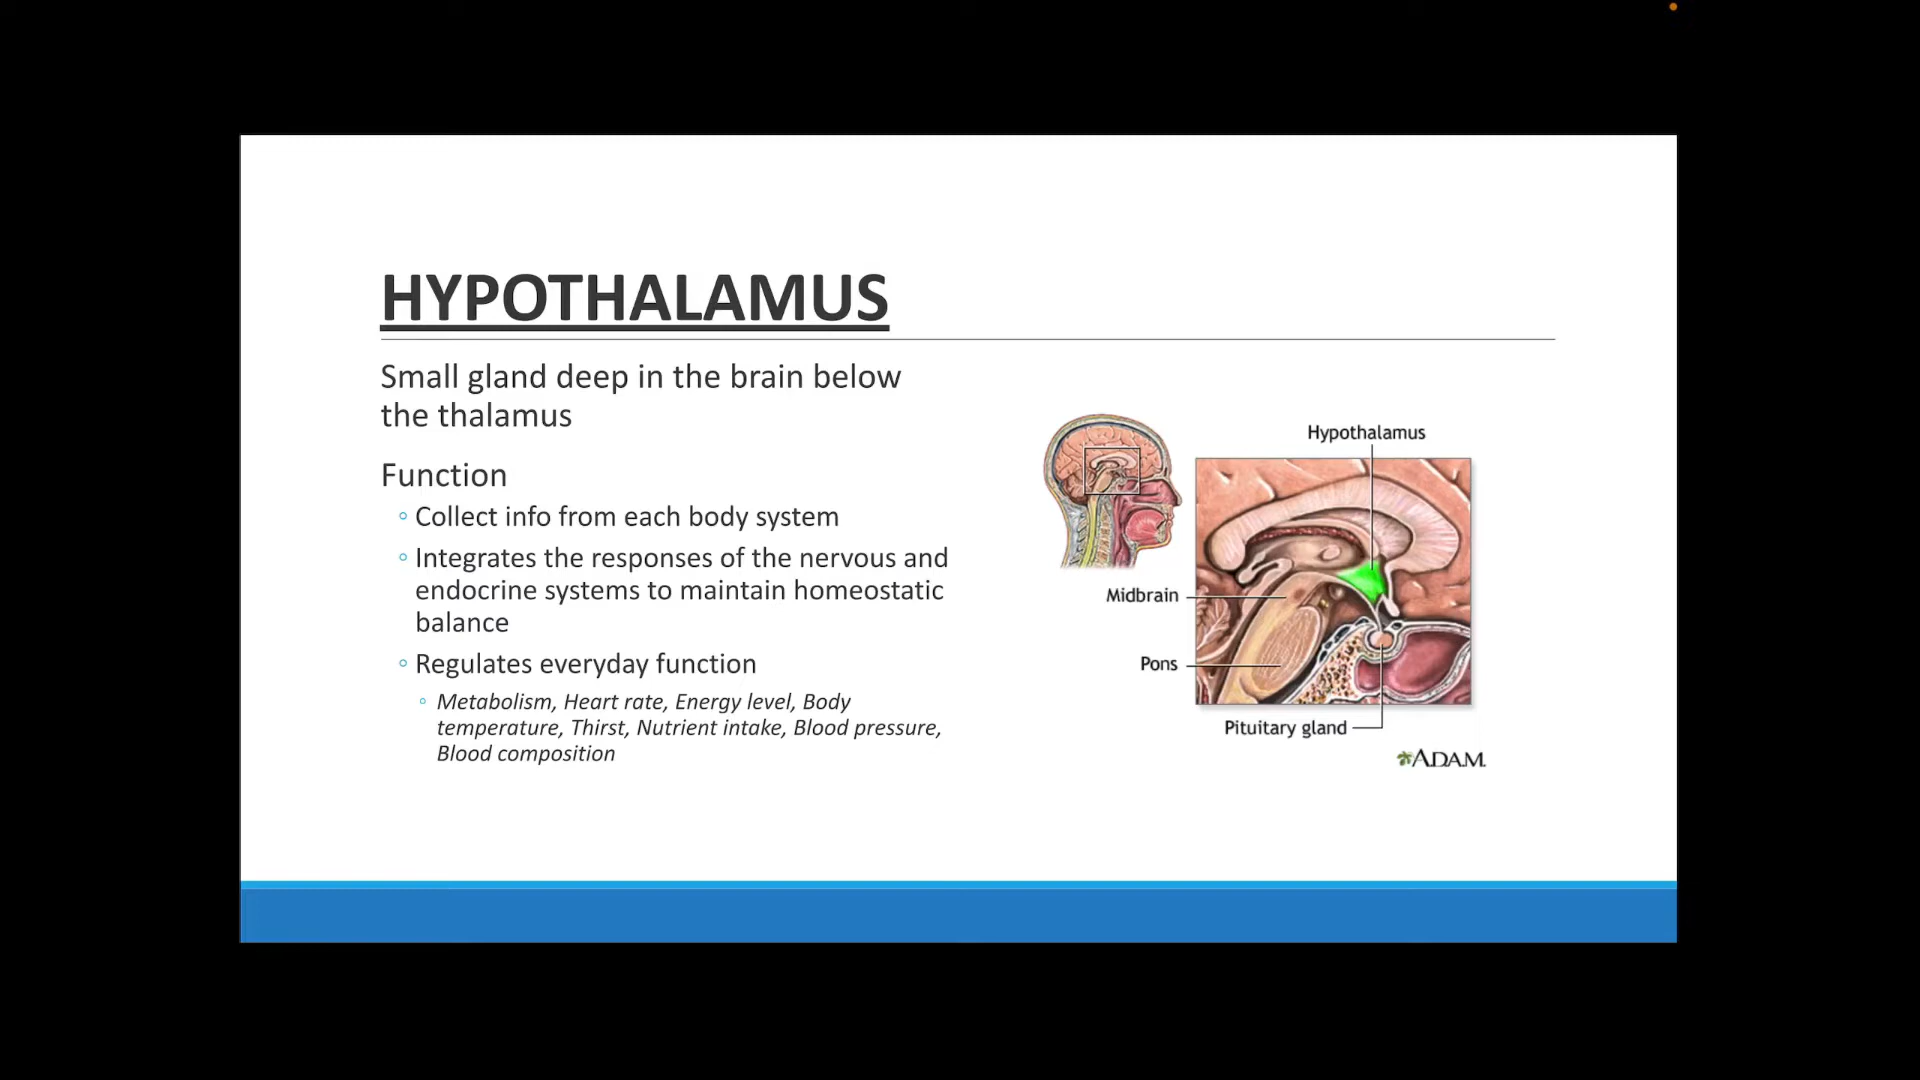 HYPOTHALAMUS
Small gland deep in the brain below
the thalamus
Function
◦ Collect info from each body system
◦ Integrates the responses of the nervous and
endocrine systems to maintain homeostatic
balance
◦ Regulates everyday function
◦ Metabolism, Heart rate, Energy level, Body
temperature, Thirst, Nutrient intake, Blood pressure,
Blood composition
Hypothalamus
Midbrain
Pons
Pituitary gland
ADAM.